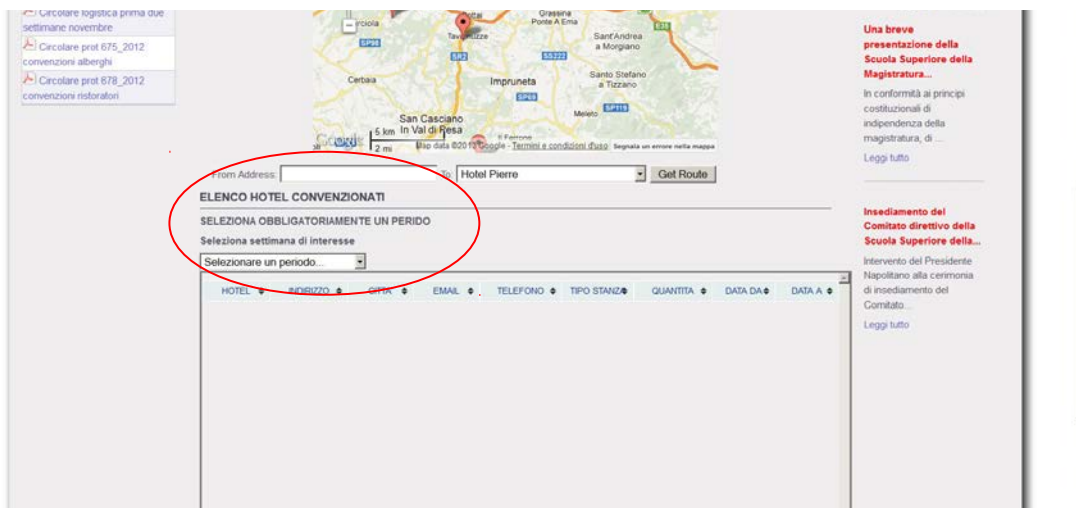 Circolare logistica prima due
settimane novembre
Circolare prot 675_2012
convenzioni alberghi
Circolare prot 678_2012
convenzioni ristoratori
Bottai
Grassina
Ponte A Ema
Tavarnuzze
SP98
SR2
SS222
Sant'Andrea
a Morgiano
Cerbaia
Impruneta
SP69
Santo Stefano
a Tizzano
Meleto
SP119
San Casciano
In Val di Pesa
Il Ferrone
Google
5 km
2 mi
Map data ©2012 Google - Termini e condizioni d'uso Segnala un errore nella mappa
From Address: To: Hotel Pierre Get Route
ELENCO HOTEL CONVENZIONATI
SELEZIONA OBBLIGATORIAMENTE UN PERIDO
Seleziona settimana di interesse
Selezionare un periodo...
HOTEL INDIRIZZO CITTA EMAIL TELEFONO TIPO STANZA QUANTITA DATA DA DATA A
Una breve
presentazione della
Scuola Superiore della
Magistratura...
In conformità ai principi
costituzionali di
indipendenza della
magistratura, di ...
Leggi tutto
Insediamento del
Comitato direttivo della
Scuola Superiore della...
Intervento del Presidente
Napolitano alla cerimonia
di insediamento del
Comitato...
Leggi tutto